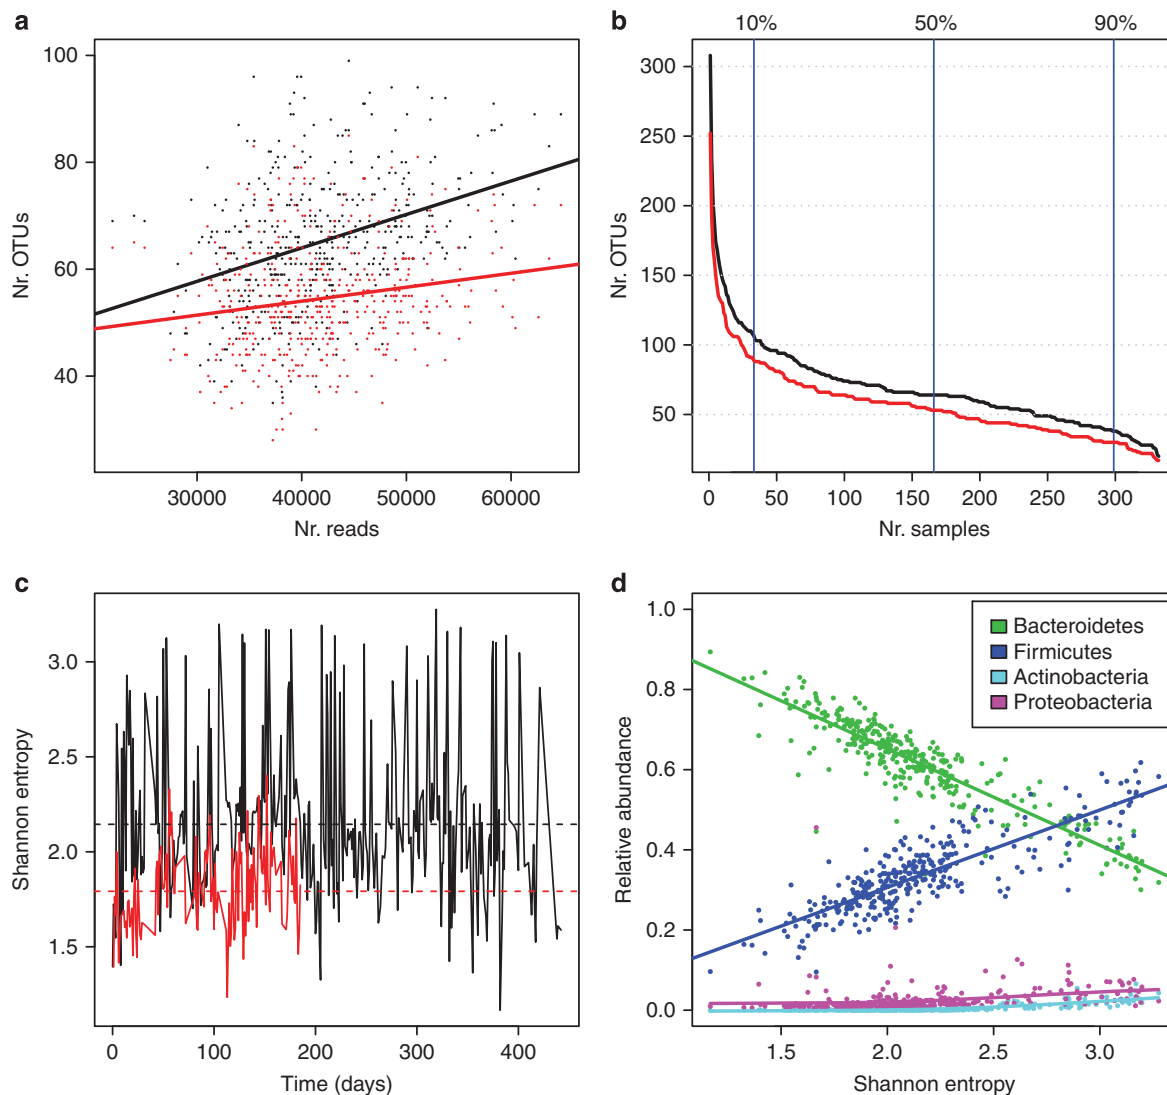 a
100
80
60
40
Nr. OTUs
30000 40000 50000 60000
Nr. reads
b
10% 50% 90%
300
250
200
150
100
50
Nr. OTUs
0 50 100 150 200 250 300
Nr. samples
c
3.0
2.5
2.0
1.5
Shannon entropy
0 100 200 300 400
Time (days)
d
1.0
0.8
0.6
0.4
0.2
0.0
Relative abundance
Bacteroidetes
Firmicutes
Actinobacteria
Proteobacteria
1.5 2.0 2.5 3.0
Shannon entropy